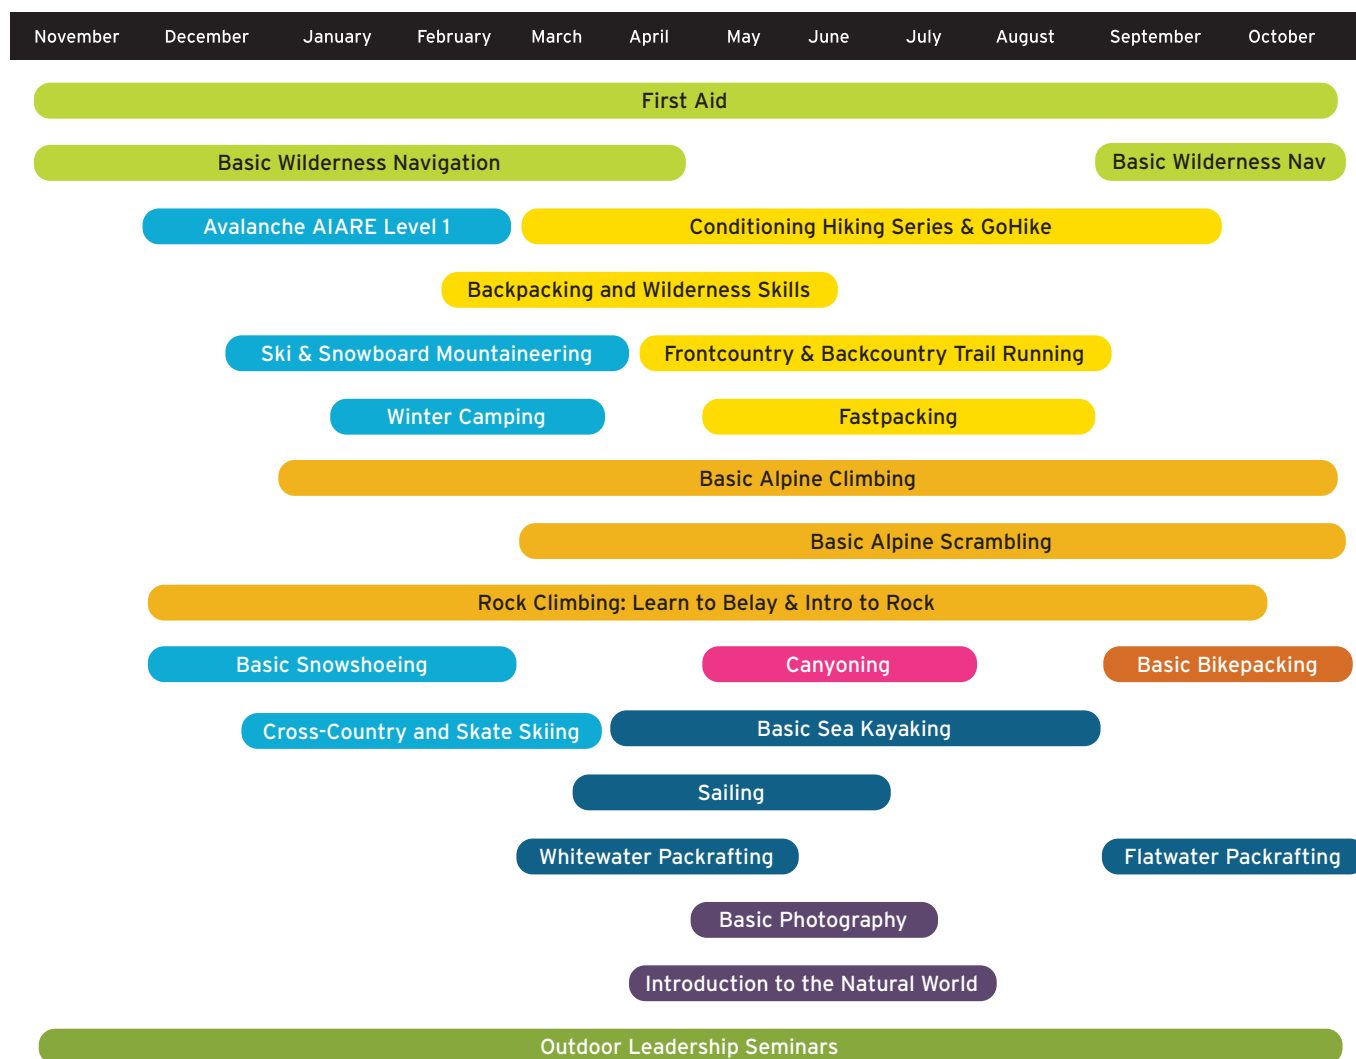 November December January February March April May June July August September October
First Aid
Basic Wilderness Navigation Basic Wilderness Nav
Avalanche AIARE Level 1 Conditioning Hiking Series & GoHike
Backpacking and Wilderness Skills
Ski & Snowboard Mountaineering Frontcountry & Backcountry Trail Running
Winter Camping Fastpacking
Basic Alpine Climbing
Basic Alpine Scrambling
Rock Climbing: Learn to Belay & Intro to Rock
Basic Snowshoeing Canyoning Basic Bikepacking
Cross-Country and Skate Skiing Basic Sea Kayaking
Sailing
Whitewater Packrafting Flatwater Packrafting
Basic Photography
Introduction to the Natural World
Outdoor Leadership Seminars